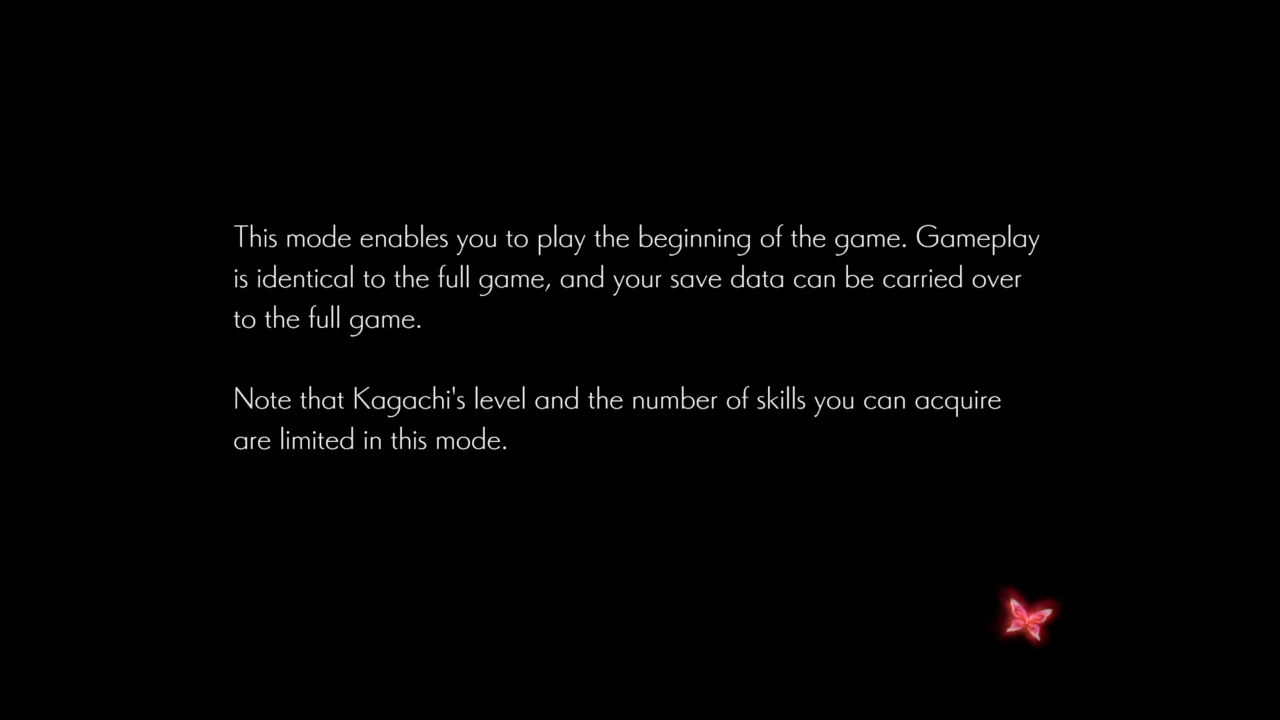 This mode enables you to play the beginning of the game. Gameplay
is identical to the full game, and your save data can be carried over
to the full game.
Note that Kagachi's level and the number of skills you can acquire
are limited in this mode.